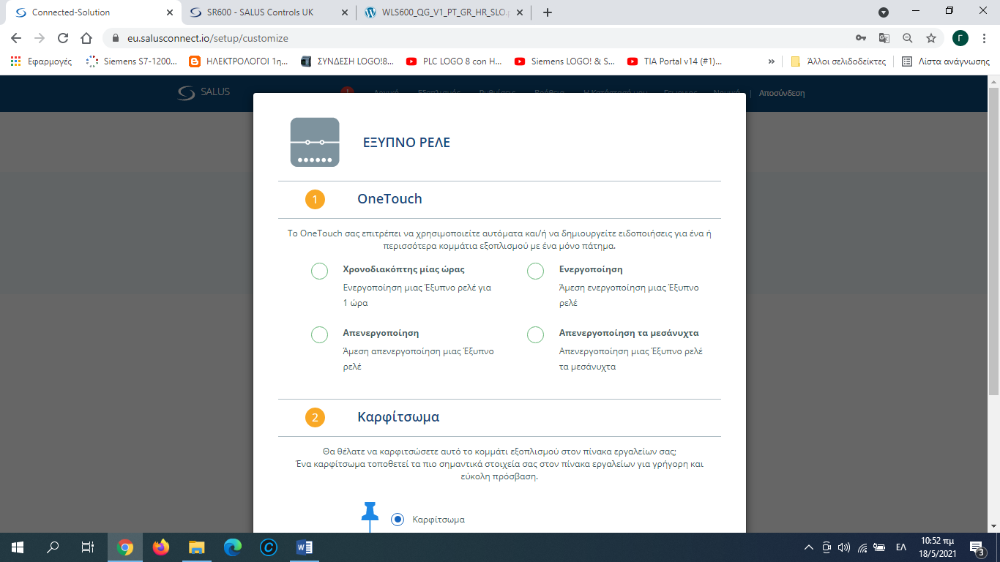 Connected-Solution
SR600 - SALUS Controls UK
WLS600_QG_V1_PT_GR_HR_SLO.p
eu.salusconnect.io/setup/customize
Γ
Εφαρμογές
Siemens S7-1200...
ΗΛΕΚΤΡΟΛΟΓΟΙ 1η...
ΣΥΝΔΕΣΗ LOGO!8...
PLC LOGO 8 con H...
Siemens LOGO! & S...
TIA Portal v14 (#1)...
»
Άλλοι σελιδοδείκτες
Λίστα ανάγνωσης
SALUS
Αποσύνδεση
ΕΞΥΠΝΟ ΡΕΛΕ
1 OneTouch
Το OneTouch σας επιτρέπει να χρησιμοποιείτε αυτόματα και/ή να δημιουργείτε ειδοποιήσεις για ένα ή
περισσότερα κομμάτια εξοπλισμού με ένα μόνο πάτημα.
Χρονοδιακόπτης μίας ώρας
Ενεργοποίηση μιας Έξυπνο ρελέ για
1 ώρα
Ενεργοποίηση
Άμεση ενεργοποίηση μιας Έξυπνο
ρελέ
Απενεργοποίηση
Άμεση απενεργοποίηση μιας Έξυπνο
ρελέ
Απενεργοποίηση τα μεσάνυχτα
Απενεργοποίηση μιας Έξυπνο ρελέ
τα μεσάνυχτα
2 Καρφίτσωμα
Θα θέλατε να καρφιτσώσετε αυτό το κομμάτι εξοπλισμού στον πίνακα εργαλείων σας;
Ένα καρφίτσωμα τοποθετεί τα πιο σημαντικά στοιχεία σας στον πίνακα εργαλείων για γρήγορη και
εύκολη πρόσβαση.
Καρφίτσωμα
ΕΛ
10:52 πμ
18/5/2021
3